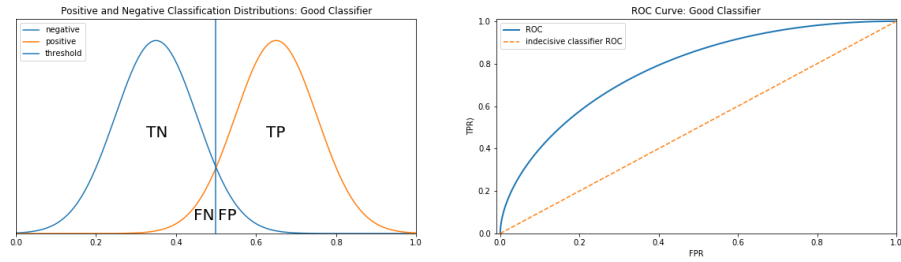 Positive and Negative Classification Distributions: Good Classifier
negative
positive
threshold
TN
TP
FN FP
0.0 0.2 0.4 0.6 0.8 1.0
ROC Curve: Good Classifier
ROC
indecisive classifier ROC
TPR)
1.0
0.8
0.6
0.4
0.2
0.0
0.0 0.2 0.4 0.6 0.8 1.0
FPR